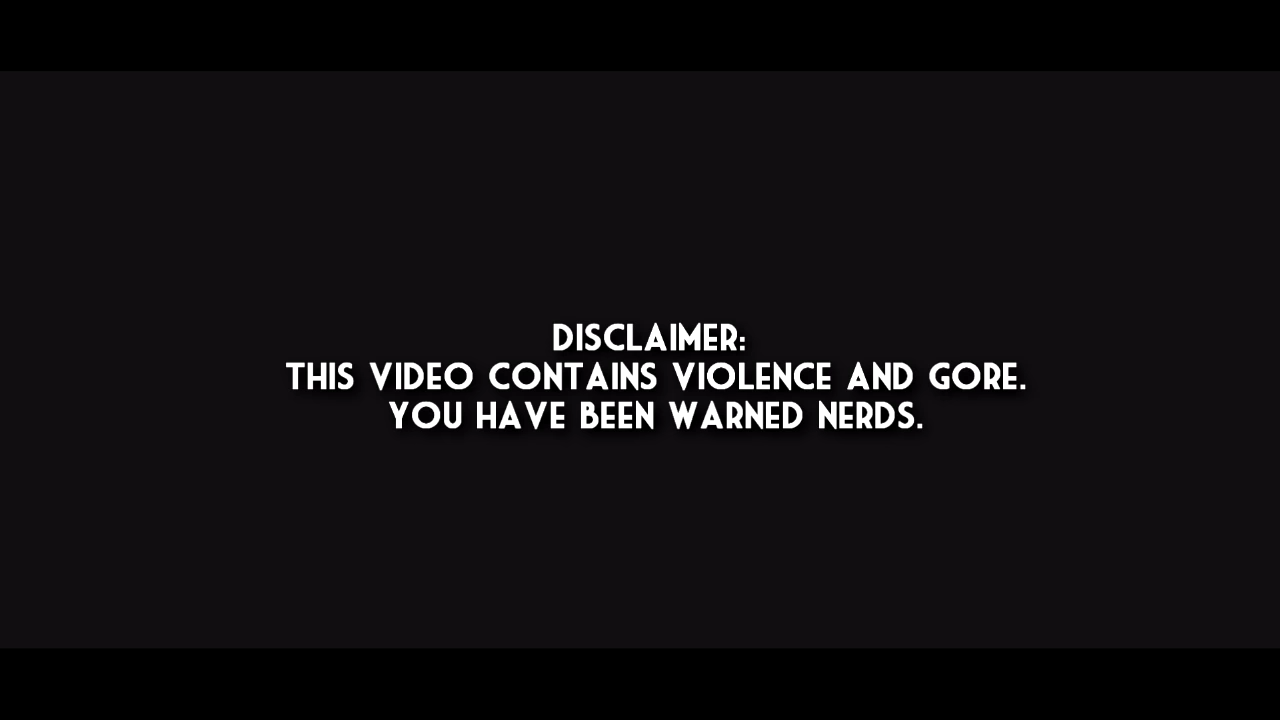 DISCLAIMER:
THIS VIDEO CONTAINS VIOLENCE AND GORE.
YOU HAVE BEEN WARNED NERDS.